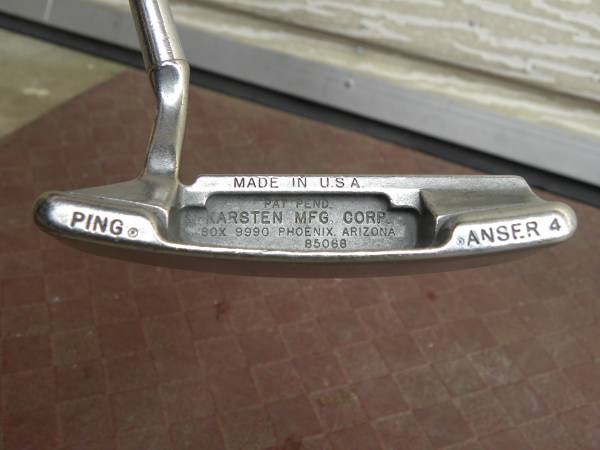 MADE IN U.S.A.
PAT. PEND.
KARSTEN MFG. CORP.
BOX 9990 PHOENIX, ARIZONA
85068
PING ®
® ANSER 4